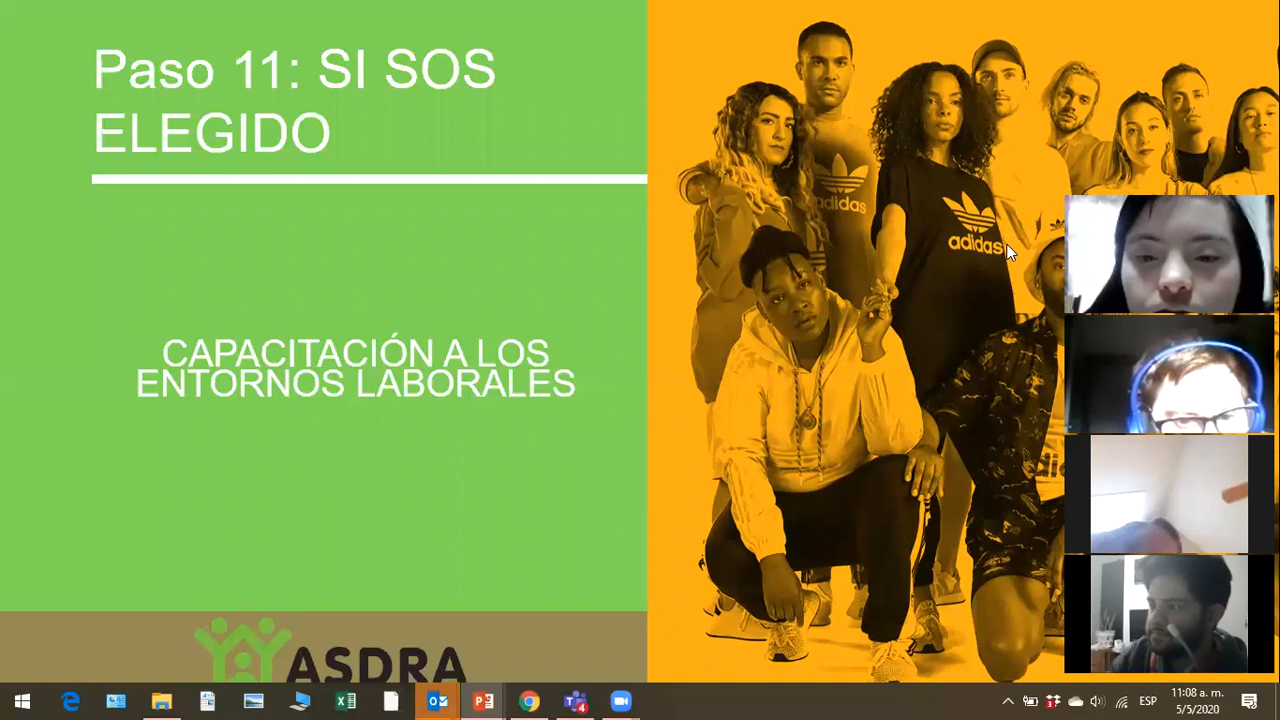 Paso 11: SI SOS
ELEGIDO
CAPACITACIÓN A LOS
ENTORNOS LABORALES
ASDRA
adidas
adidas
ESP
11:08 a. m.
5/5/2020